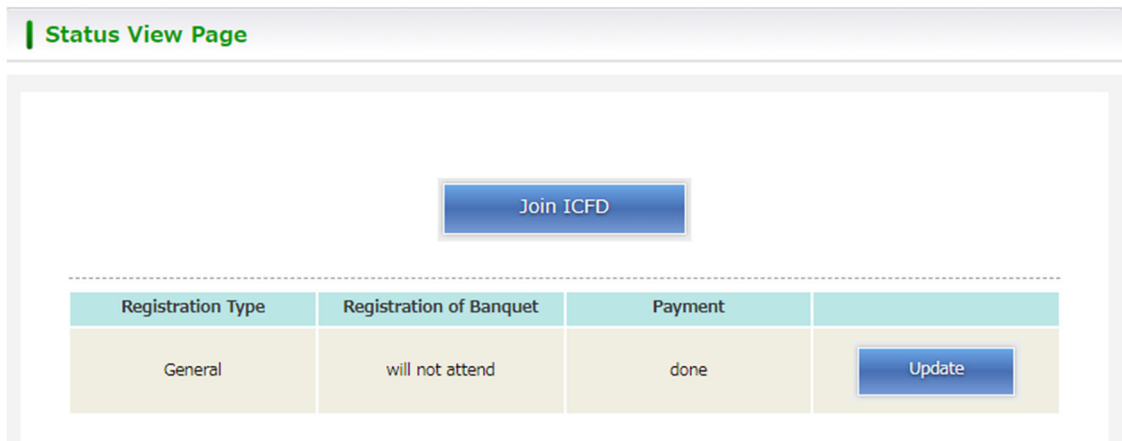 Status View Page
Join ICFD
Registration Type Registration of Banquet Payment
General will not attend done Update